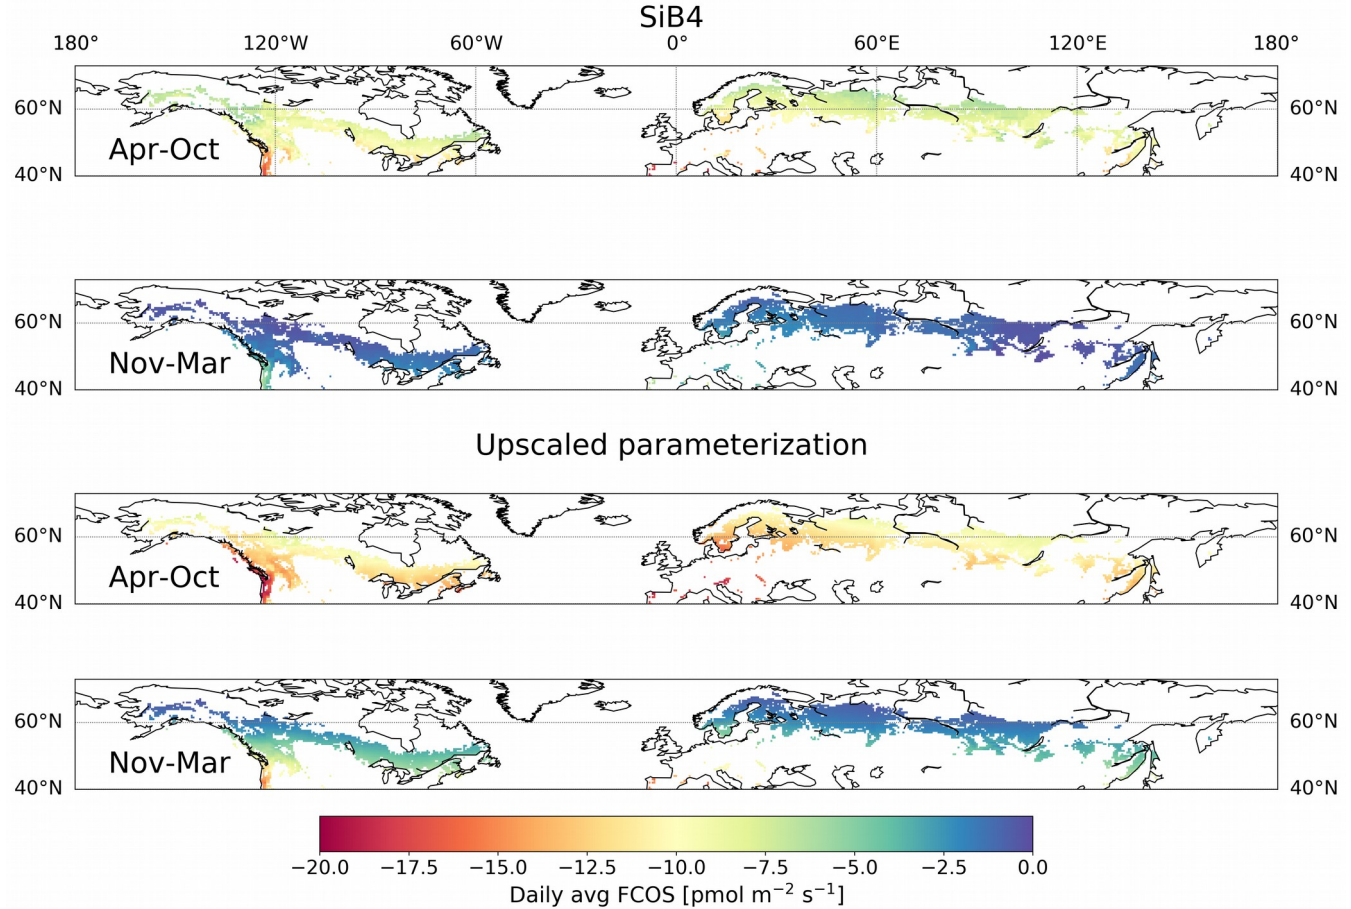 SiB4
180° 120°W 60°W 0° 60°E 120°E 180°
60°N 60°N
Apr-Oct
40°N 40°N
60°N 60°N
Nov-Mar
40°N 40°N
Upscaled parameterization
60°N 60°N
Apr-Oct
40°N 40°N
60°N 60°N
Nov-Mar
40°N 40°N
−20.0 −17.5 −15.0 −12.5 −10.0 −7.5 −5.0 −2.5 0.0
Daily avg FCOS [pmol m⁻² s⁻¹]